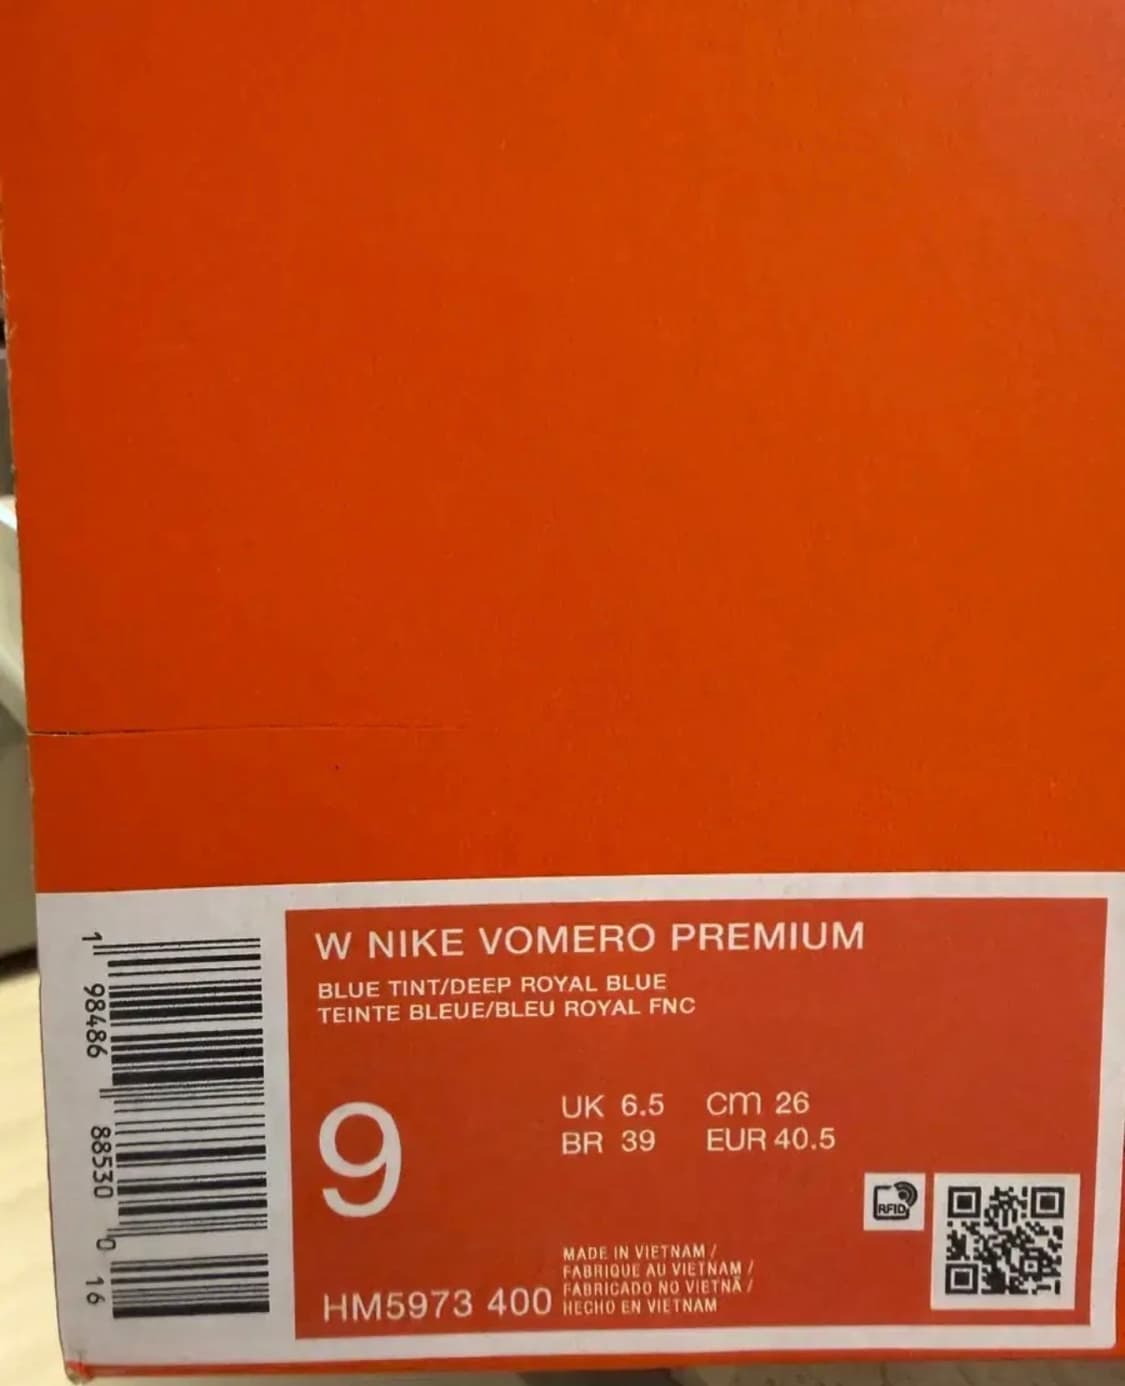 W NIKE VOMERO PREMIUM
BLUE TINT/DEEP ROYAL BLUE
TEINTE BLEUE/BLEU ROYAL FNC
9
UK 6.5 cm 26
BR 39 EUR 40.5
RFID
MADE IN VIETNAM /
FABRIQUE AU VIETNAM /
FABRICADO NO VIETNÃ /
HECHO EN VIETNAM
HM5973 400
1 98486 88530 0 16